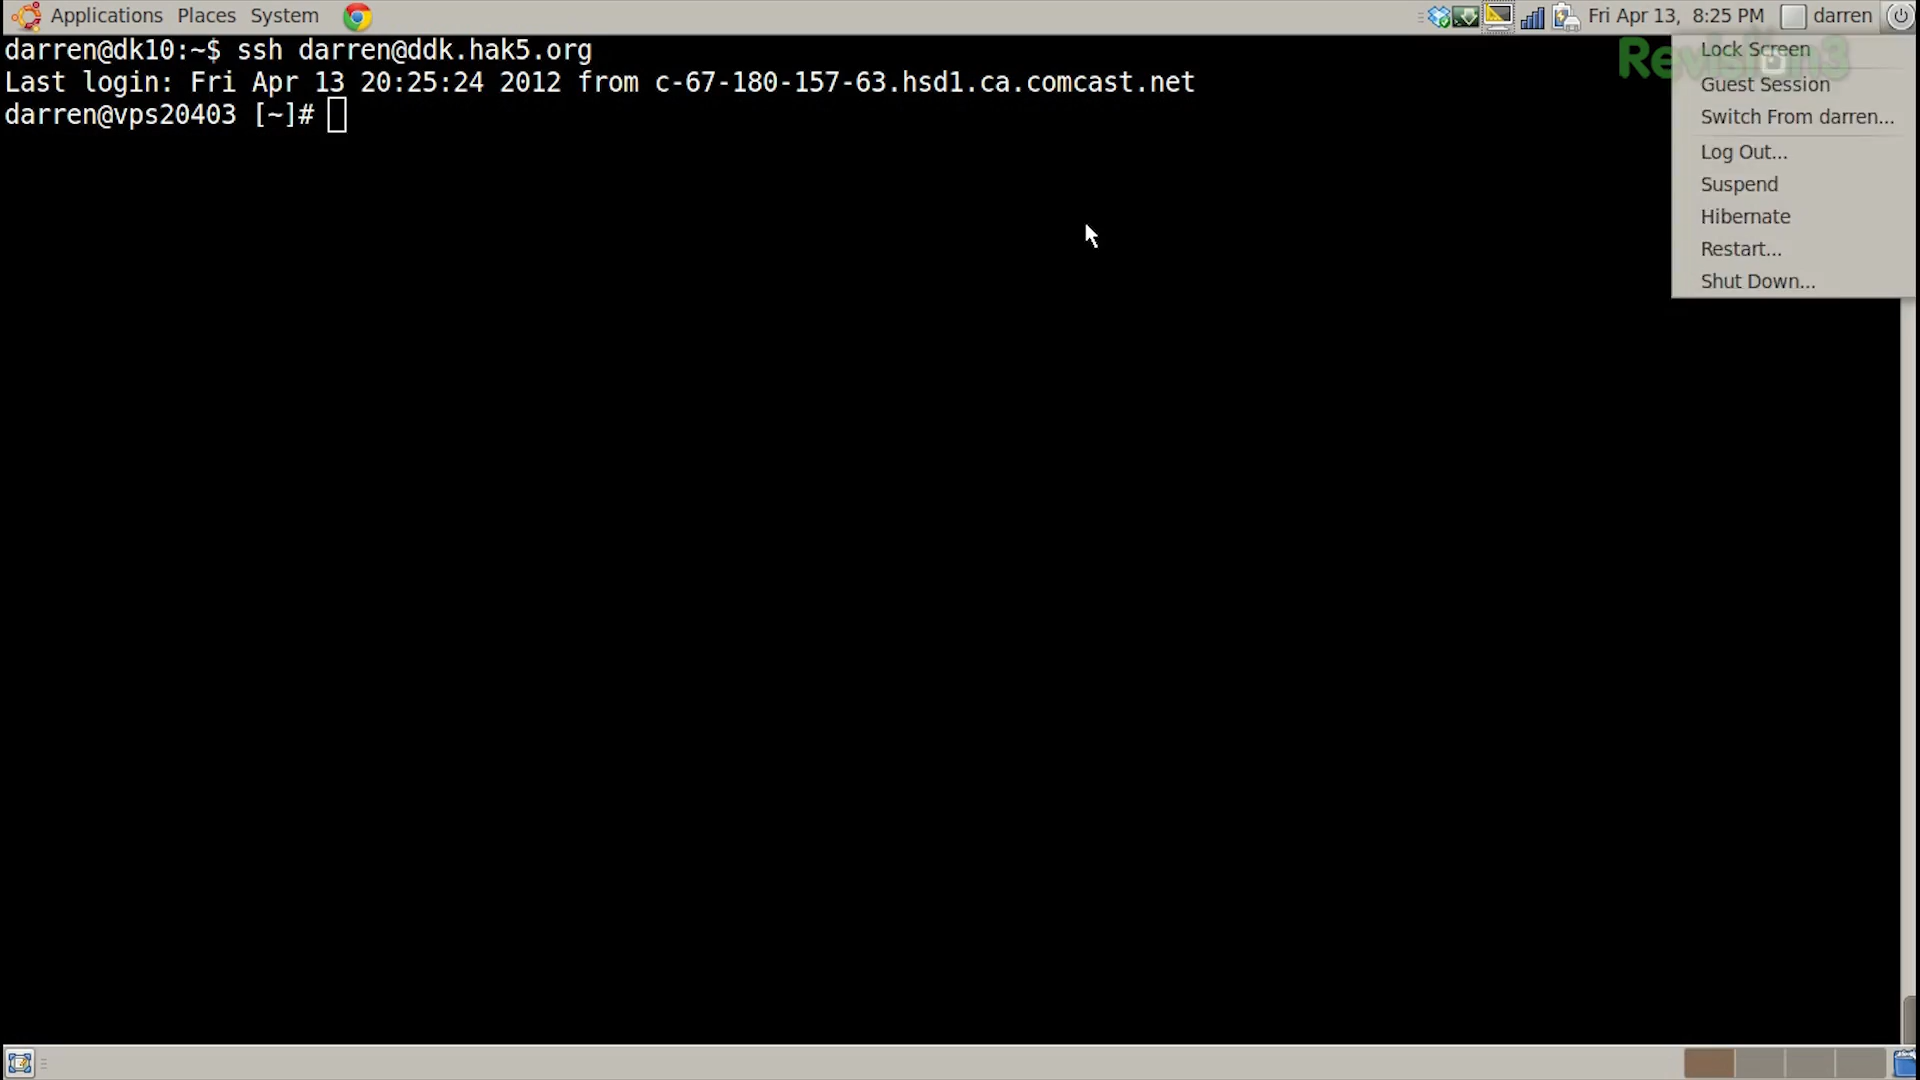 Applications Places System Fri Apr 13, 8:25 PM darren
darren@dk10:~$ ssh darren@ddk.hak5.org
Last login: Fri Apr 13 20:25:24 2012 from c-67-180-157-63.hsd1.ca.comcast.net
darren@vps20403 [~]#
Revision3
Lock Screen
Guest Session
Switch From darren...
Log Out...
Suspend
Hibernate
Restart...
Shut Down...